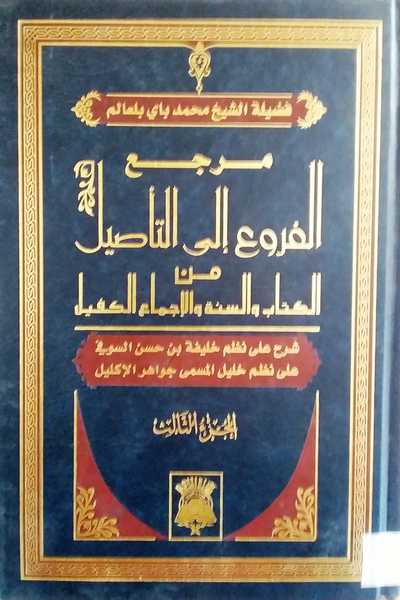 فضيلة الشيخ محمد باي بلعالم
مرجع
الفروع إلى التأصيل
من
الكتاب والسنة والإجماع الكفيل
شرح على نظم خليفة بن حسن السوفية
على نظم خليل المسمى جواهر الإكليل
الجزء الثالث